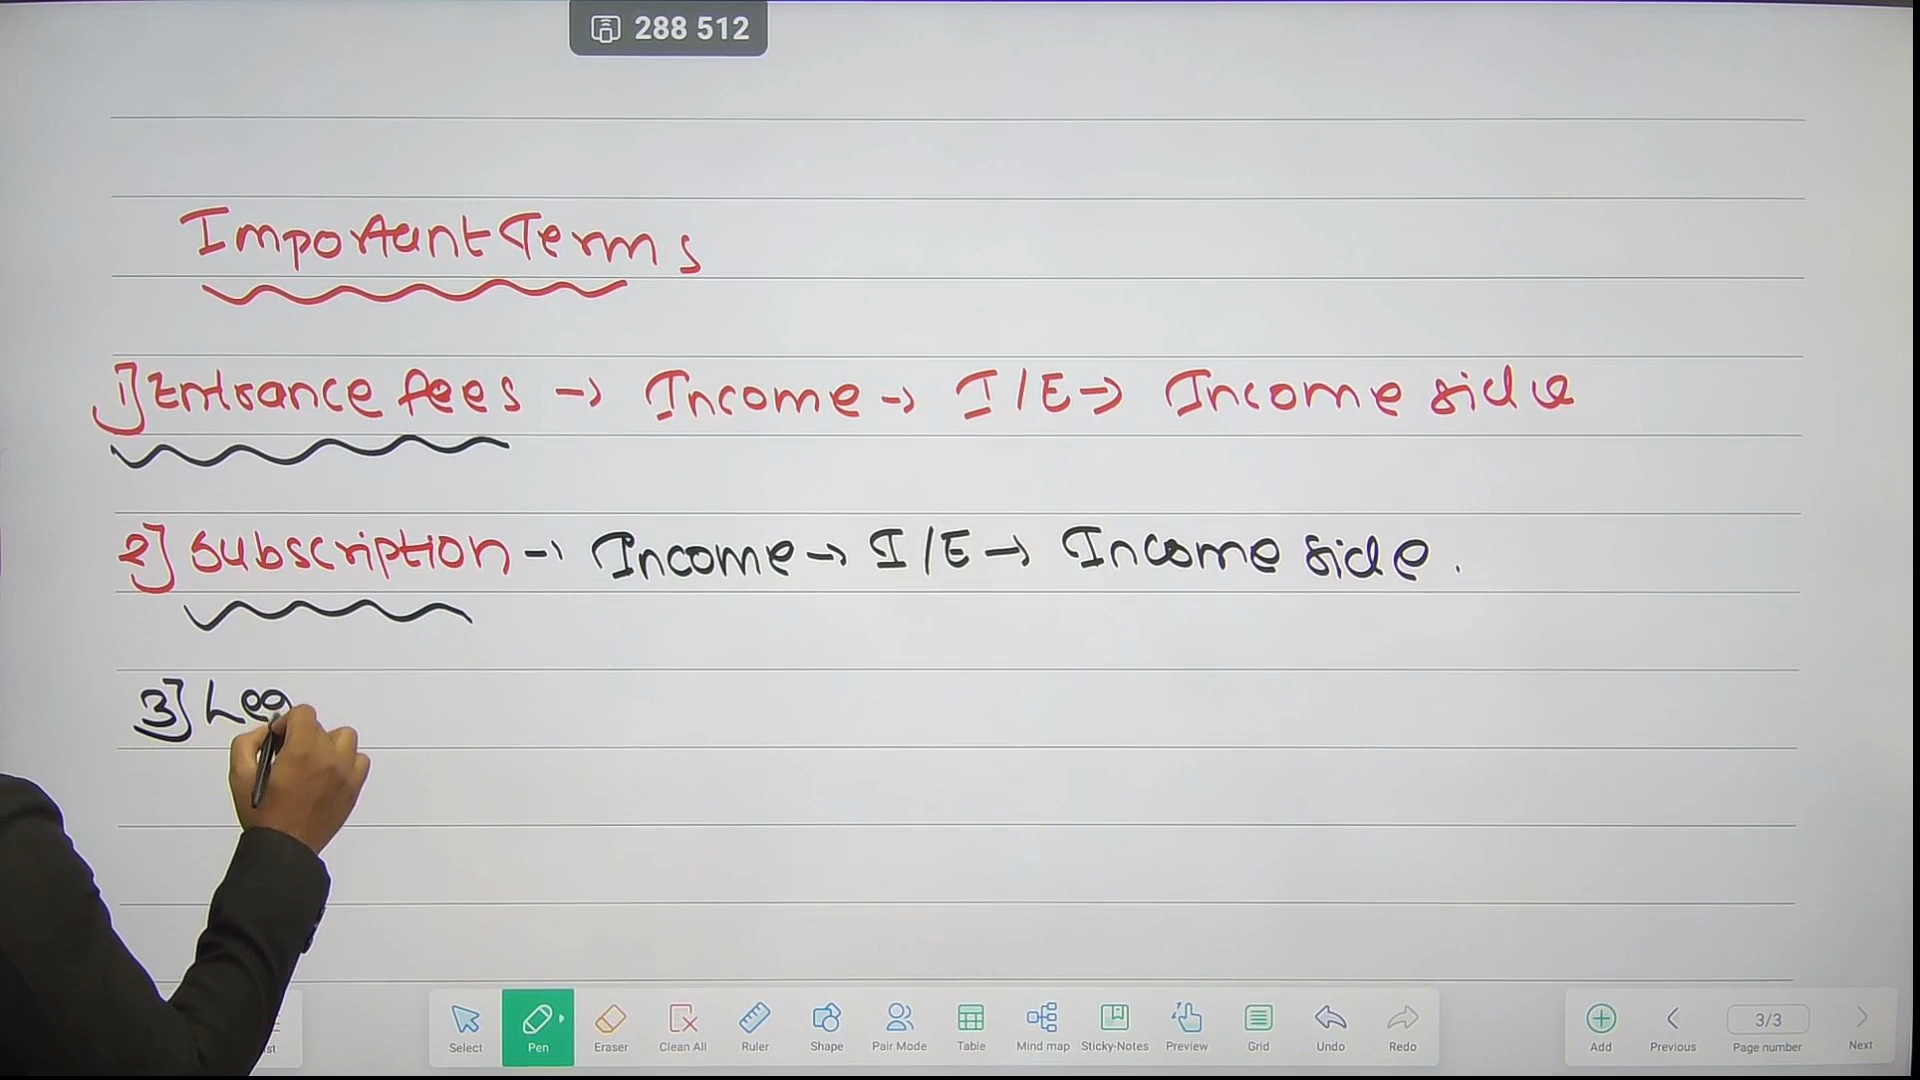 288 512
Important Terms
1] Entrance fees → Income → I/E → Income side
2] Subscription → Income → I/E → Income side.
3] Leg
Select Pen Eraser Clean All Ruler Shape Pair Mode Table Mind map Sticky-Notes Preview Grid Undo Redo
Add Previous 3/3 Page number Next